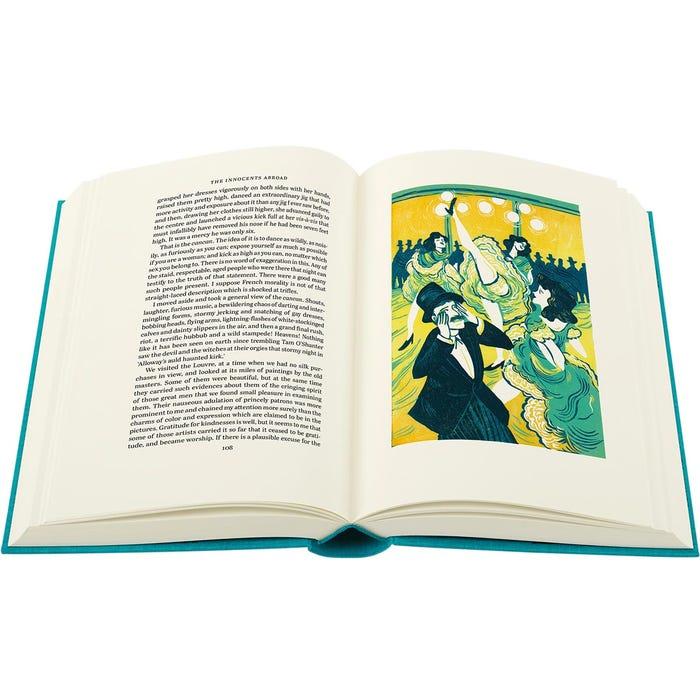 THE INNOCENTS ABROAD
grasped her dresses vigorously on both sides with her hands,
raised them pretty high, danced an extraordinary jig that had
more activity and exposure about it than any jig I ever saw before,
and then, drawing her clothes still higher, she advanced gaily to
the centre and launched a vicious kick full at her vis-à-vis that
must infallibly have removed his nose if he had been seven feet
high. It was a mercy he was only six.
That is the cancan. The idea of it is to dance as wildly, as nois-
ily, as furiously as you can; expose yourself as much as possible
if you are a woman; and kick as high as you can, no matter which
sex you belong to. There is no word of exaggeration in this. Any of
the staid, respectable, aged people who were there that night can
testify to the truth of that statement. There were a good many
such people present. I suppose French morality is not of that
straight-laced description which is shocked at trifles.
I moved aside and took a general view of the cancan. Shouts,
laughter, furious music, a bewildering chaos of darting and inter-
mingling forms, stormy jerking and snatching of gay dresses,
bobbing heads, flying arms, lightning-flashes of white-stockinged
calves and dainty slippers in the air, and then a grand final rush,
riot, a terrific hubbub and a wild stampede! Heavens! Nothing
like it has been seen on earth since trembling Tam O'Shanter
saw the devil and the witches at their orgies that stormy night in
'Alloway's auld haunted kirk.'
We visited the Louvre, at a time when we had no silk pur-
chases in view, and looked at its miles of paintings by the old
masters. Some of them were beautiful, but at the same time
they carried such evidences about them of the cringing spirit
of those great men that we found small pleasure in examining
them. Their nauseous adulation of princely patrons was more
prominent to me and chained my attention more surely than the
charms of color and expression which are claimed to be in the
pictures. Gratitude for kindnesses is well, but it seems to me that
some of those artists carried it so far that it ceased to be grati-
tude, and became worship. If there is a plausible excuse for the
108